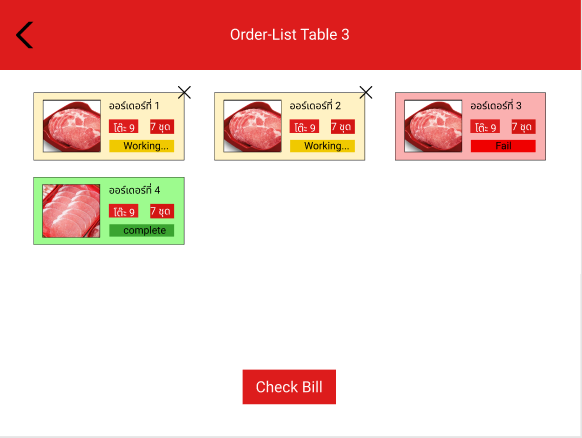 Order-List Table 3
ออร์เดอร์ที่ 1
โต๊ะ 9 7 ชุด
Working...
ออร์เดอร์ที่ 2
โต๊ะ 9 7 ชุด
Working...
ออร์เดอร์ที่ 3
โต๊ะ 9 7 ชุด
Fail
ออร์เดอร์ที่ 4
โต๊ะ 9 7 ชุด
complete
Check Bill